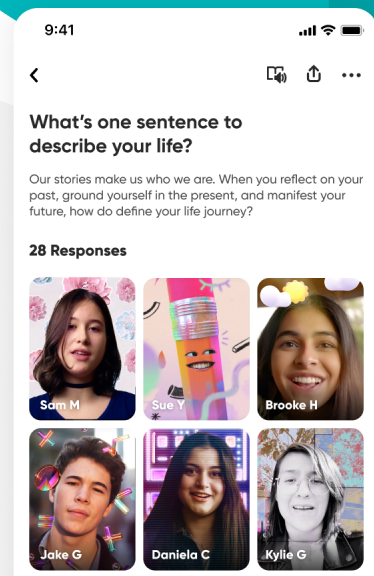 9:41
What's one sentence to
describe your life?
Our stories make us who we are. When you reflect on your
past, ground yourself in the present, and manifest your
future, how do define your life journey?
28 Responses
Sam M
Sue Y
Brooke H
Jake G
Daniela C
Kylie G